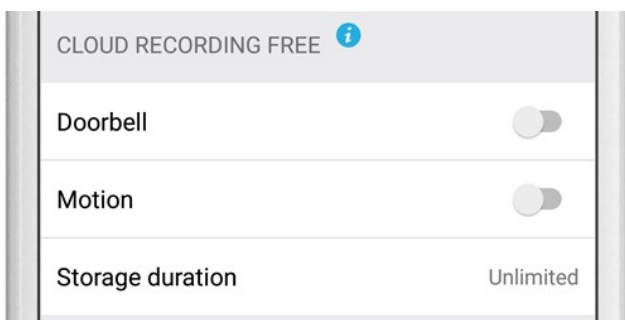 CLOUD RECORDING FREE i
Doorbell
Motion
Storage duration Unlimited